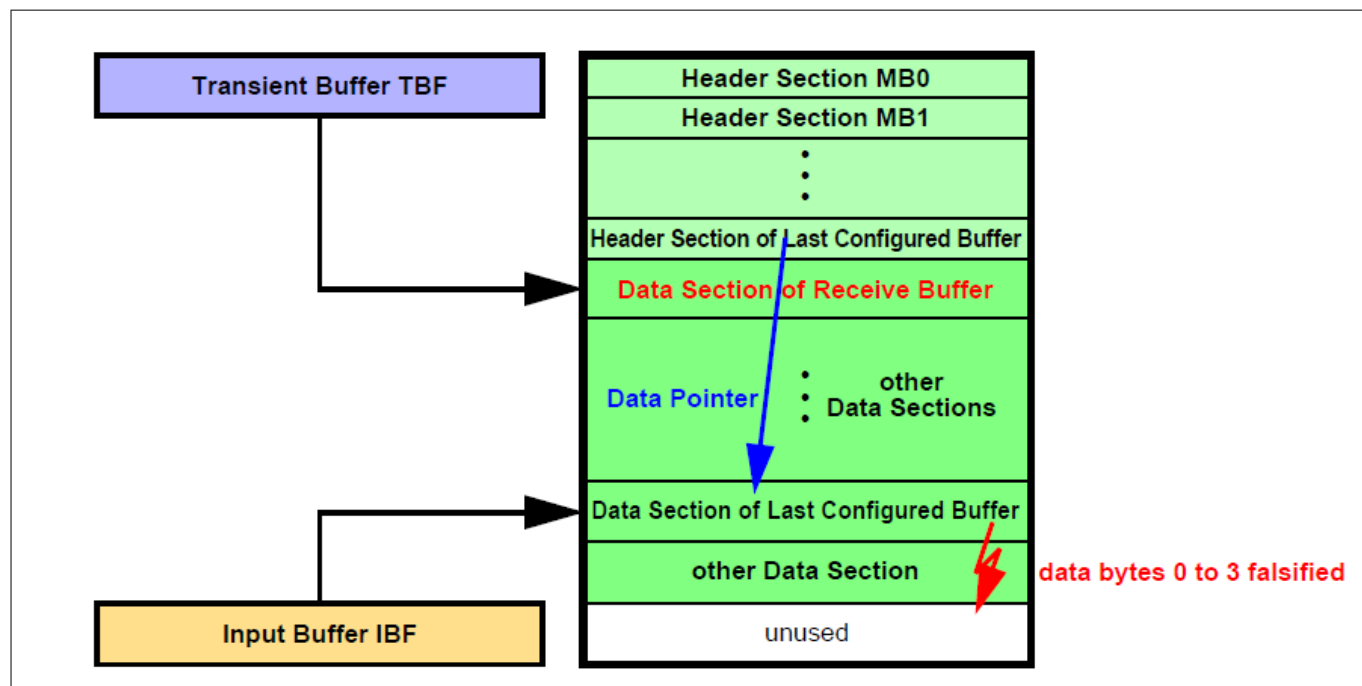 Transient Buffer TBF
Header Section MB0
Header Section MB1
Header Section of Last Configured Buffer
Data Section of Receive Buffer
Data Pointer
other
Data Sections
Data Section of Last Configured Buffer
other Data Section
data bytes 0 to 3 falsified
Input Buffer IBF
unused